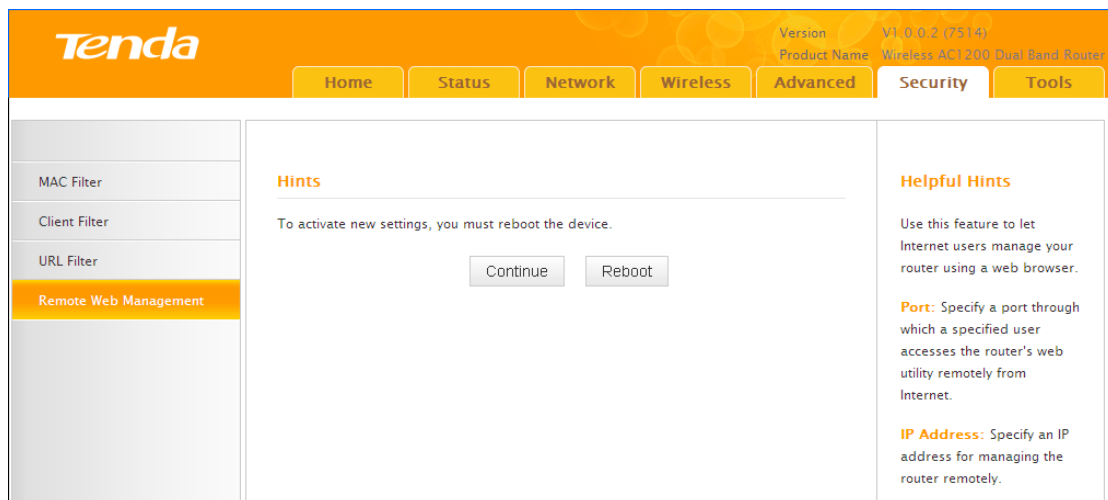 Tenda
Version V1.0.0.2 (7514)
Product Name Wireless AC1200 Dual Band Router
Home Status Network Wireless Advanced Security Tools
MAC Filter
Client Filter
URL Filter
Remote Web Management
Hints
To activate new settings, you must reboot the device.
Continue Reboot
Helpful Hints
Use this feature to let
Internet users manage your
router using a web browser.
Port: Specify a port through
which a specified user
accesses the router's web
utility remotely from
Internet.
IP Address: Specify an IP
address for managing the
router remotely.